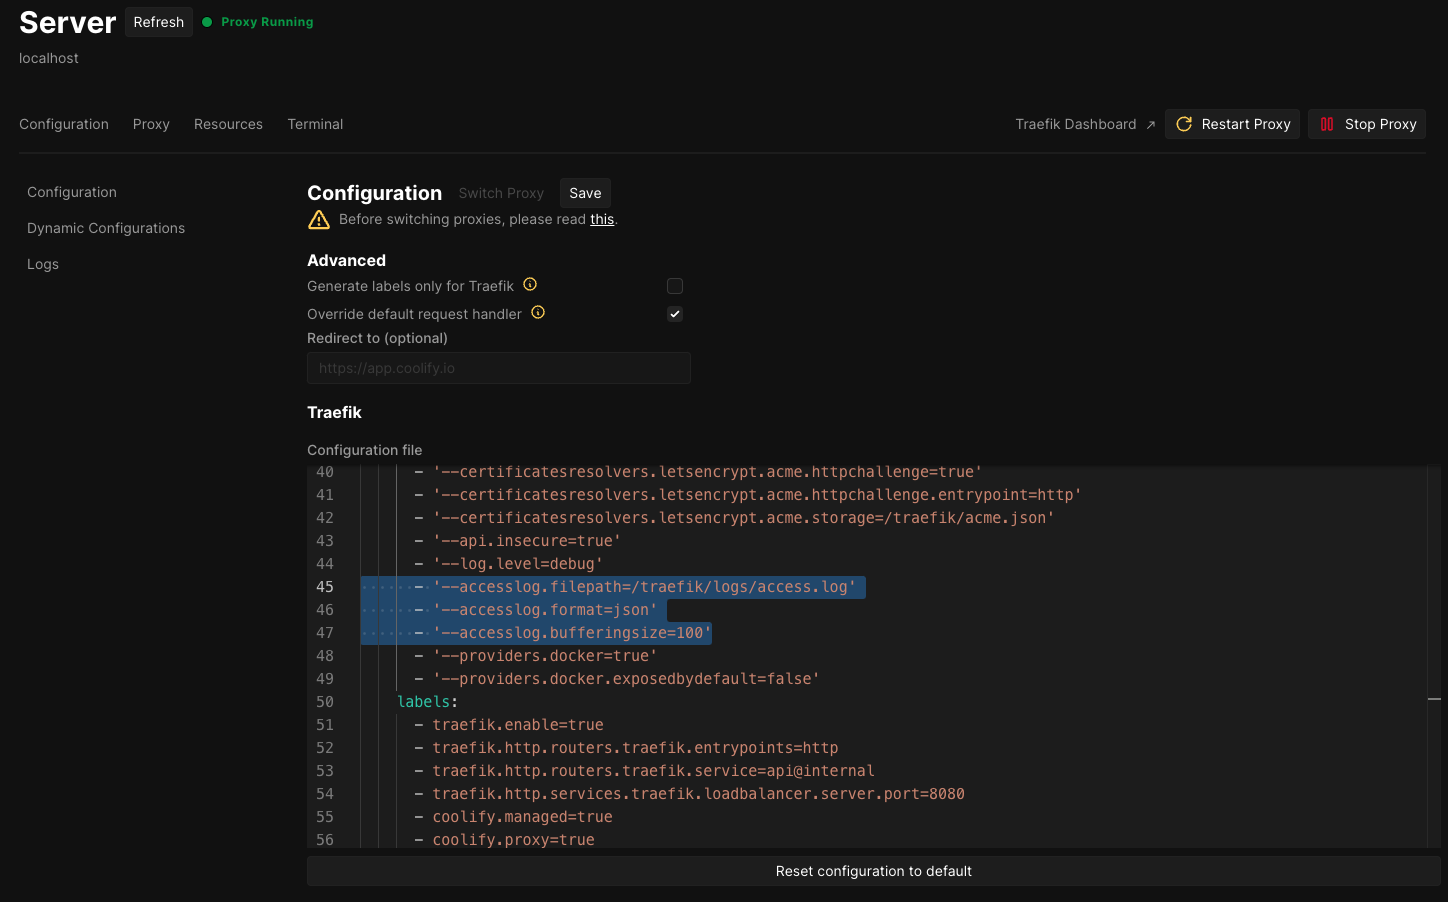 Server Refresh Proxy Running
localhost
Configuration Proxy Resources Terminal Traefik Dashboard ↗ Restart Proxy Stop Proxy
Configuration
Dynamic Configurations
Logs
Configuration Switch Proxy Save
Before switching proxies, please read this.
Advanced
Generate labels only for Traefik
Override default request handler
Redirect to (optional)
https://app.coolify.io
Traefik
Configuration file
40 - '--certificatesresolvers.letsencrypt.acme.httpchallenge=true'
41 - '--certificatesresolvers.letsencrypt.acme.httpchallenge.entrypoint=http'
42 - '--certificatesresolvers.letsencrypt.acme.storage=/traefik/acme.json'
43 - '--api.insecure=true'
44 - '--log.level=debug'
45 - '--accesslog.filepath=/traefik/logs/access.log'
46 - '--accesslog.format=json'
47 - '--accesslog.bufferingsize=100'
48 - '--providers.docker=true'
49 - '--providers.docker.exposedbydefault=false'
50 labels:
51 - traefik.enable=true
52 - traefik.http.routers.traefik.entrypoints=http
53 - traefik.http.routers.traefik.service=api@internal
54 - traefik.http.services.traefik.loadbalancer.server.port=8080
55 - coolify.managed=true
56 - coolify.proxy=true
Reset configuration to default